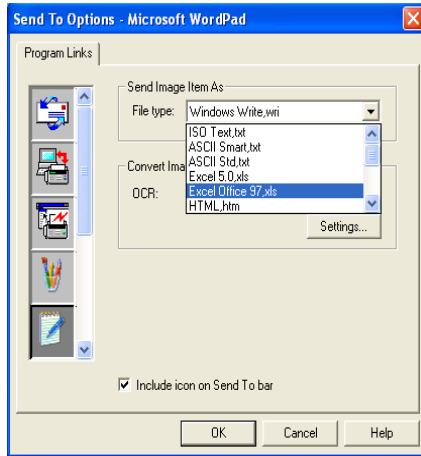 Send To Options - Microsoft WordPad
Program Links
Send Image Item As
File type: Windows Write,wri
ISO Text,txt
ASCII Smart,txt
ASCII Std,txt
Excel 5.0,xls
Convert Ima
OCR:
Excel Office 97,xls
HTML,htm
Settings...
Include icon on Send To bar
OK Cancel Help